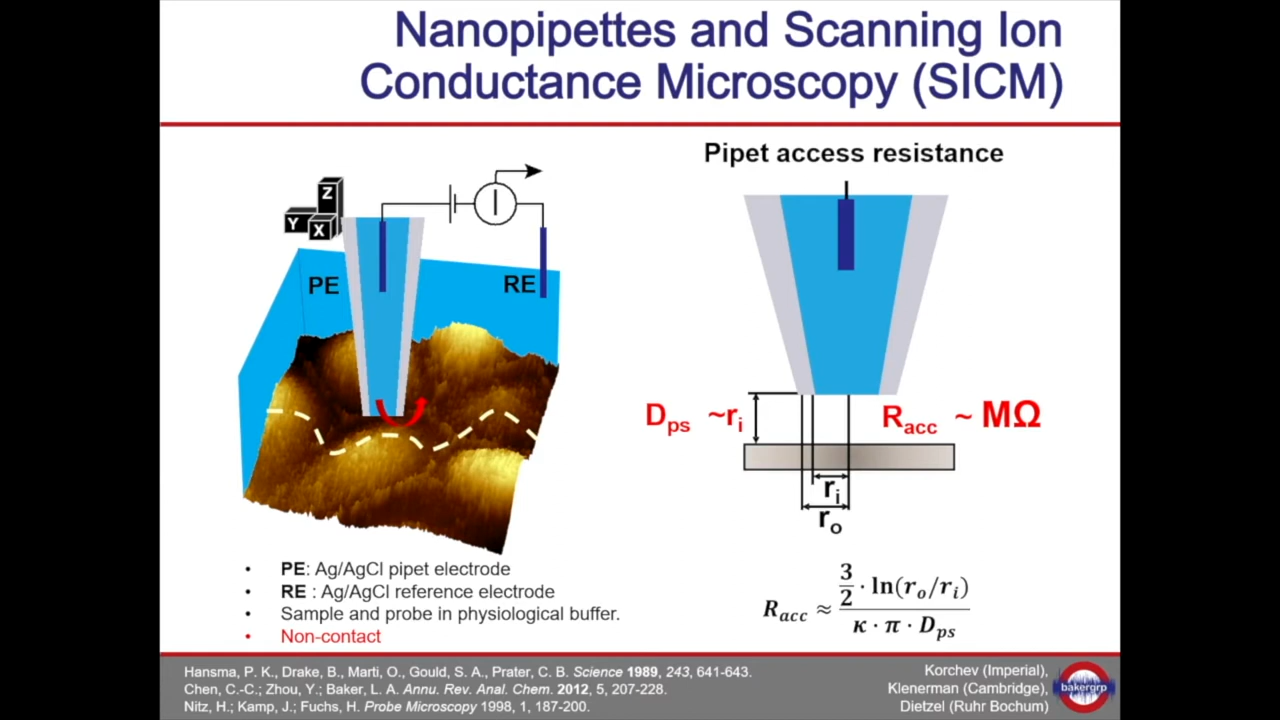 Nanopipettes and Scanning Ion
Conductance Microscopy (SICM)
Z
Y
X
PE
RE
I
Pipet access resistance
D_ps ~r_i
R_acc ~ MΩ
r_i
r_o
• PE: Ag/AgCl pipet electrode
• RE : Ag/AgCl reference electrode
• Sample and probe in physiological buffer.
• Non-contact
R_acc ≈ (3/2 · ln(r_o/r_i)) / (κ · π · D_ps)
Hansma, P. K., Drake, B., Marti, O., Gould, S. A., Prater, C. B. Science 1989, 243, 641-643.
Chen, C.-C.; Zhou, Y.; Baker, L. A. Annu. Rev. Anal. Chem. 2012, 5, 207-228.
Nitz, H.; Kamp, J.; Fuchs, H. Probe Microscopy 1998, 1, 187-200.
Korchev (Imperial),
Klenerman (Cambridge),
Dietzel (Ruhr Bochum)
bakergrp